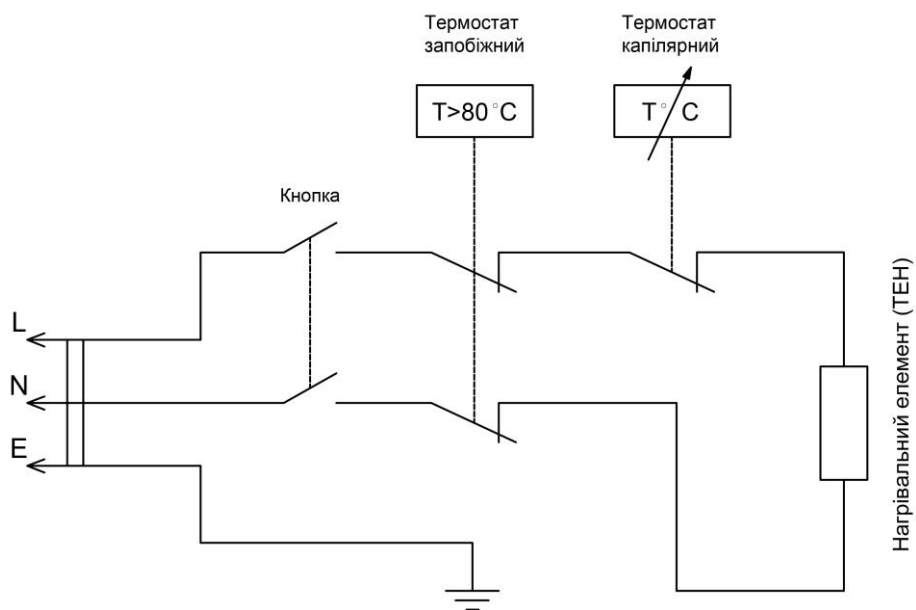 Термостат
запобіжний
Термостат
капілярний
T>80°C
T° C
Кнопка
L
N
E
Нагрівальний елемент (ТЕН)